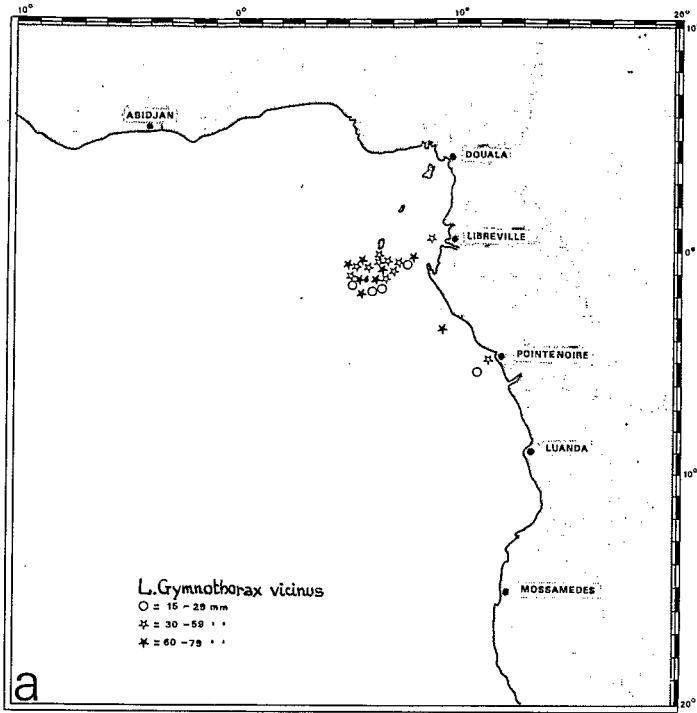 10° 0° 10° 20°
10°
ABIDJAN
DOUALA
LIBREVILLE
0°
POINTENOIRE
LUANDA
10°
L.Gymnothorax vicinus
○ = 15 - 29 mm
☆ = 30 - 59 " "
★ = 60 - 79 " "
MOSSAMEDES
a
20°